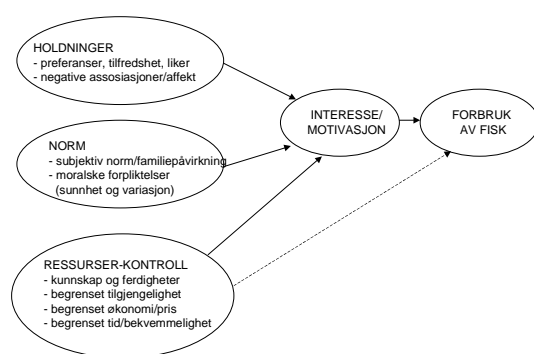 HOLDNINGER
- preferanser, tilfredshet, liker
- negative assosiasjoner/affekt
NORM
- subjektiv norm/familiepåvirkning
- moralske forpliktelser
(sunnhet og variasjon)
RESSURSER-KONTROLL
- kunnskap og ferdigheter
- begrenset tilgjengelighet
- begrenset økonomi/pris
- begrenset tid/bekvemmelighet
INTERESSE/
MOTIVASJON
FORBRUK
AV FISK